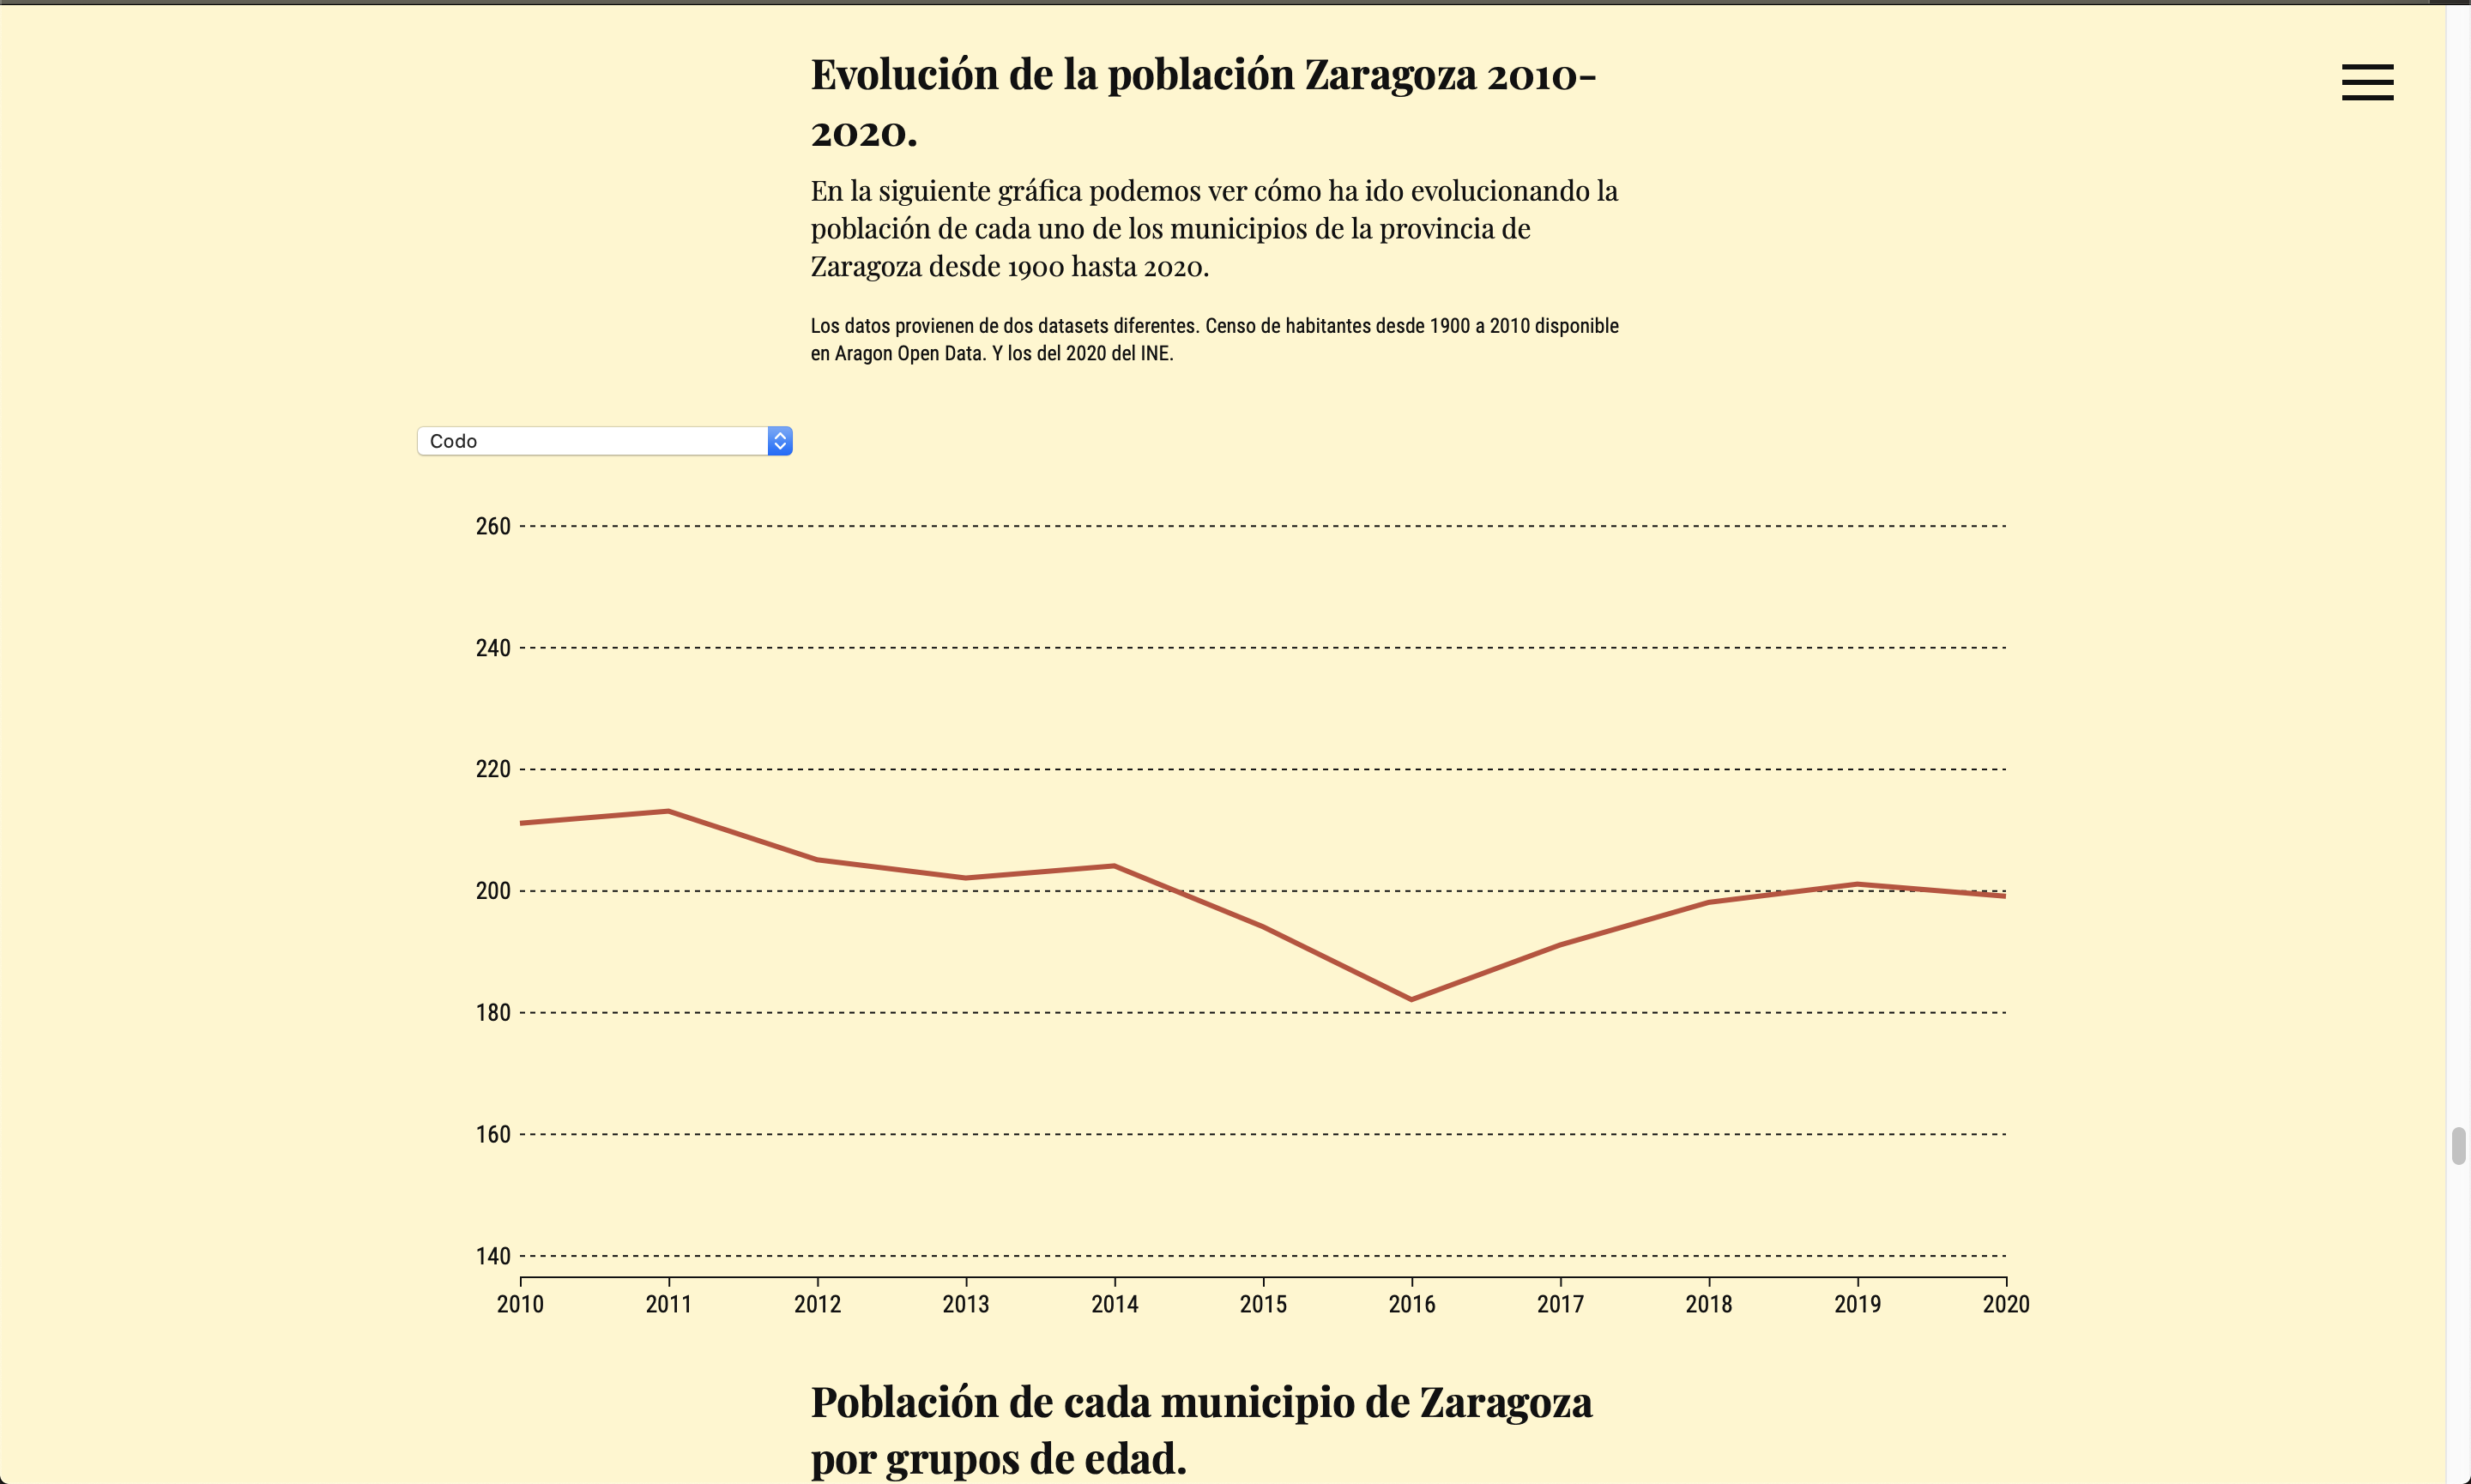 Evolución de la población Zaragoza 2010-
2020.
En la siguiente gráfica podemos ver cómo ha ido evolucionando la
población de cada uno de los municipios de la provincia de
Zaragoza desde 1900 hasta 2020.
Los datos provienen de dos datasets diferentes. Censo de habitantes desde 1900 a 2010 disponible
en Aragon Open Data. Y los del 2020 del INE.
Codo
260
240
220
200
180
160
140
2010 2011 2012 2013 2014 2015 2016 2017 2018 2019 2020
Población de cada municipio de Zaragoza
por grupos de edad.